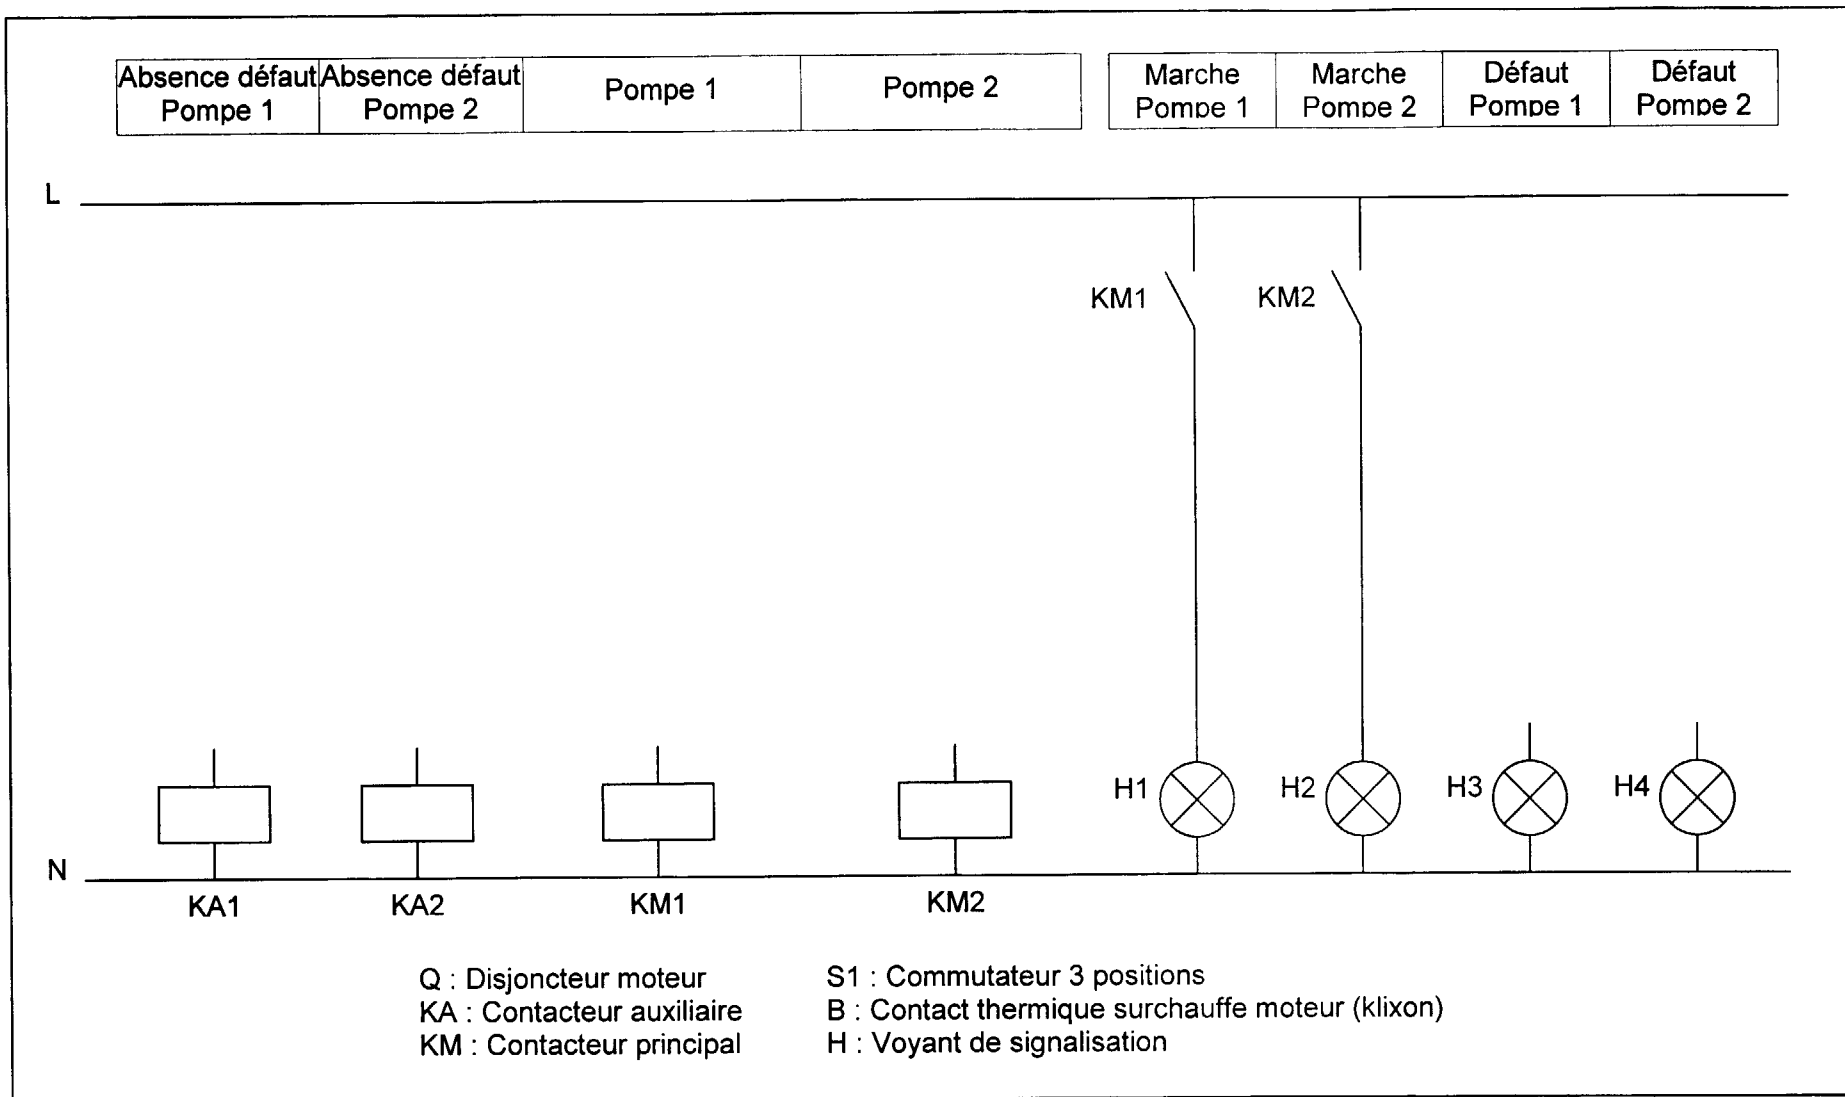 Absence défaut
Pompe 1
Absence défaut
Pompe 2
Pompe 1
Pompe 2
Marche
Pompe 1
Marche
Pompe 2
Défaut
Pompe 1
Défaut
Pompe 2
L
KM1
KM2
H1
H2
H3
H4
N
KA1
KA2
KM1
KM2
Q : Disjoncteur moteur
KA : Contacteur auxiliaire
KM : Contacteur principal
S1 : Commutateur 3 positions
B : Contact thermique surchauffe moteur (klixon)
H : Voyant de signalisation